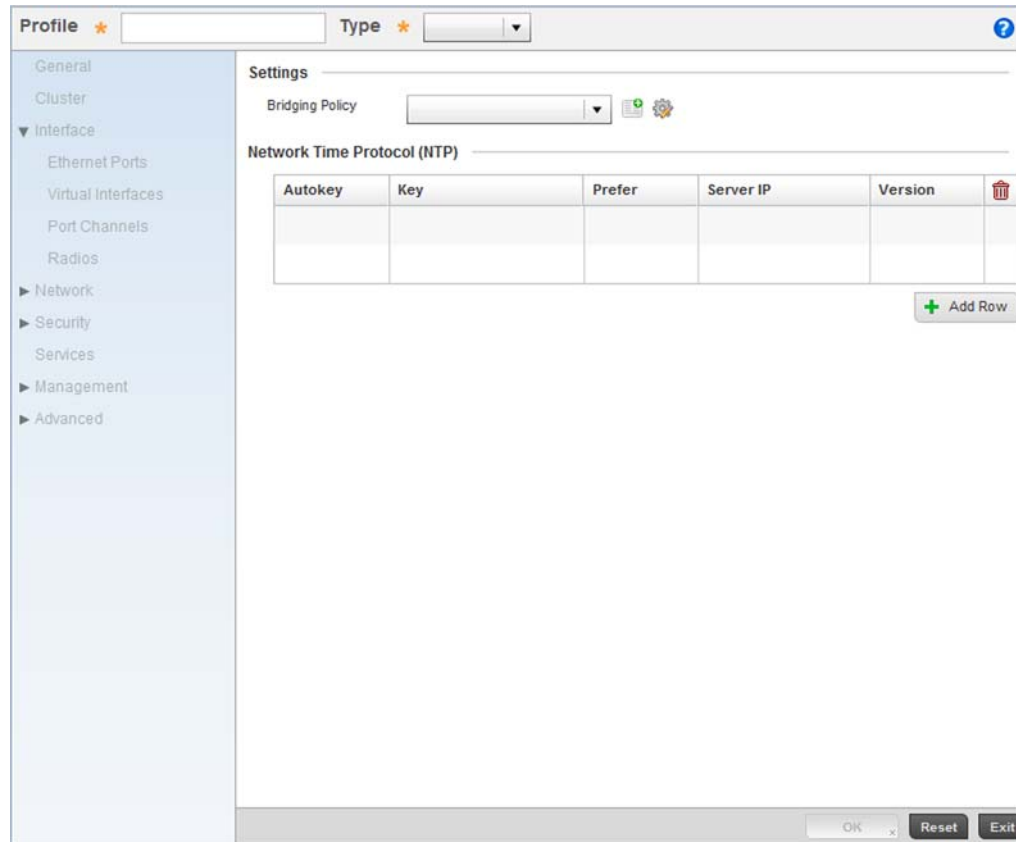 Profile * Type * ?
General
Cluster
Interface
Ethernet Ports
Virtual Interfaces
Port Channels
Radios
Network
Security
Services
Management
Advanced
Settings
Bridging Policy
Network Time Protocol (NTP)
Autokey Key Prefer Server IP Version
+ Add Row
OK x Reset Exit